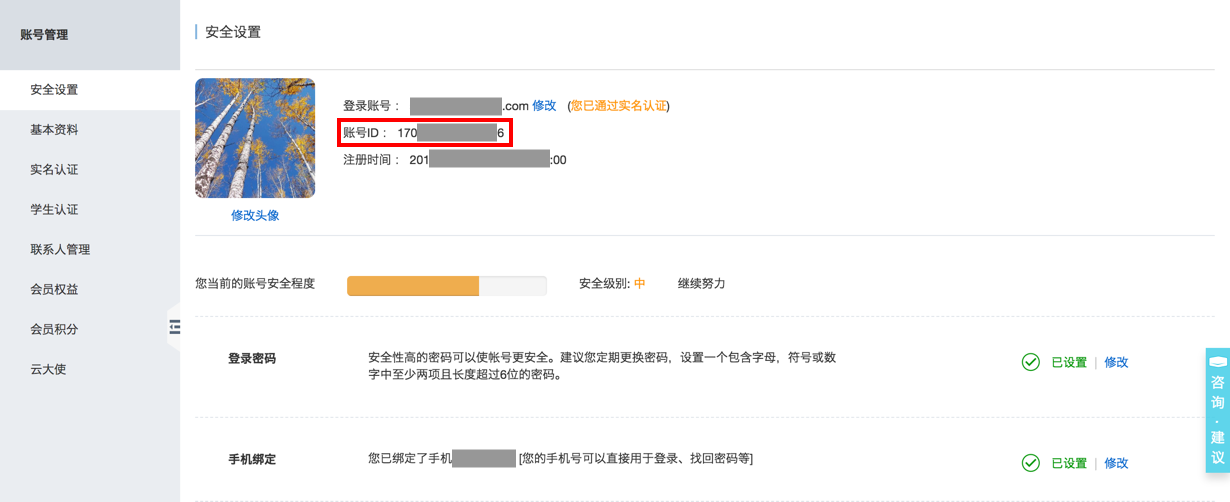 账号管理
安全设置
基本资料
实名认证
学生认证
联系人管理
会员权益
会员积分
云大使
安全设置
登录账号： .com 修改 (您已通过实名认证)
账号ID： 170 6
注册时间： 201 :00
修改头像
您当前的账号安全程度 安全级别: 中 继续努力
登录密码
安全性高的密码可以使帐号更安全。建议您定期更换密码，设置一个包含字母，符号或数
字中至少两项且长度超过6位的密码。
已设置 | 修改
手机绑定
您已绑定了手机 [您的手机号可以直接用于登录、找回密码等]
已设置 | 修改
咨询·建议